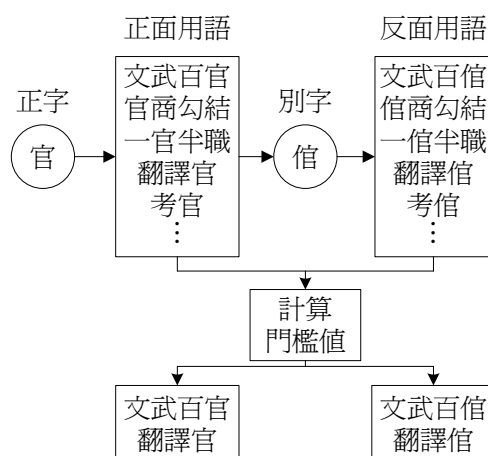 正面用語
反面用語
正字
別字
官
文武百官
官商勾結
一官半職
翻譯官
考官
⋮
倌
文武百倌
倌商勾結
一倌半職
翻譯倌
考倌
⋮
計算
門檻值
文武百官
翻譯官
文武百倌
翻譯倌